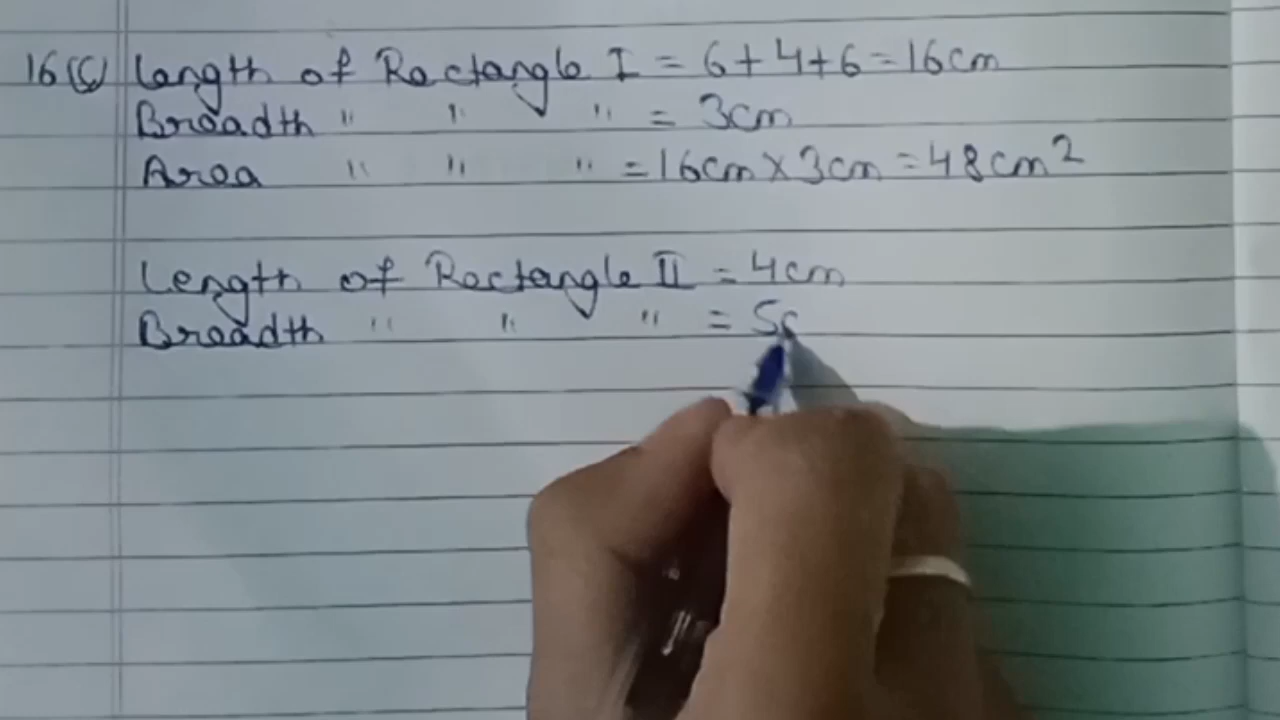 16(c) Length of Rectangle I = 6+4+6=16cm
Breadth " " " = 3cm
Area " " " =16cm×3cm=48cm²
Length of Rectangle II = 4cm
Breadth " " " = 5c